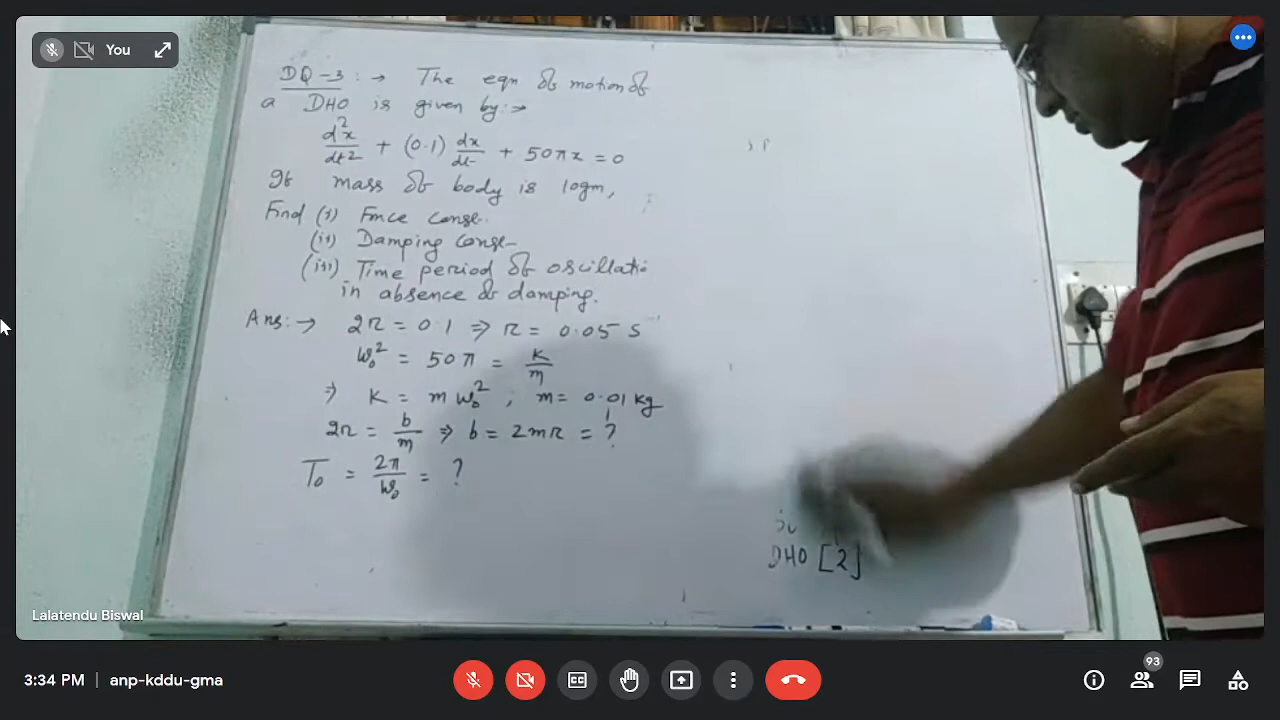 You
DQ-3:→ The eqn of motion of
a DHO is given by:→
d²x/dt² + (0.1) dx/dt + 50πx = 0
If mass of body is 10gm,
Find (i) Force const.
(ii) Damping const
(iii) Time period of oscillatio
in absence of damping.
Ans:→ 2r = 0.1 ⇒ r = 0.05 s
ω₀² = 50π = K/m
⇒ K = mω₀², m = 0.01 kg
2r = b/m ⇒ b = 2mr = ?
T₀ = 2π/ω₀ = ?
DHO [2]
Lalatendu Biswal
3:34 PM | anp-kddu-gma
93